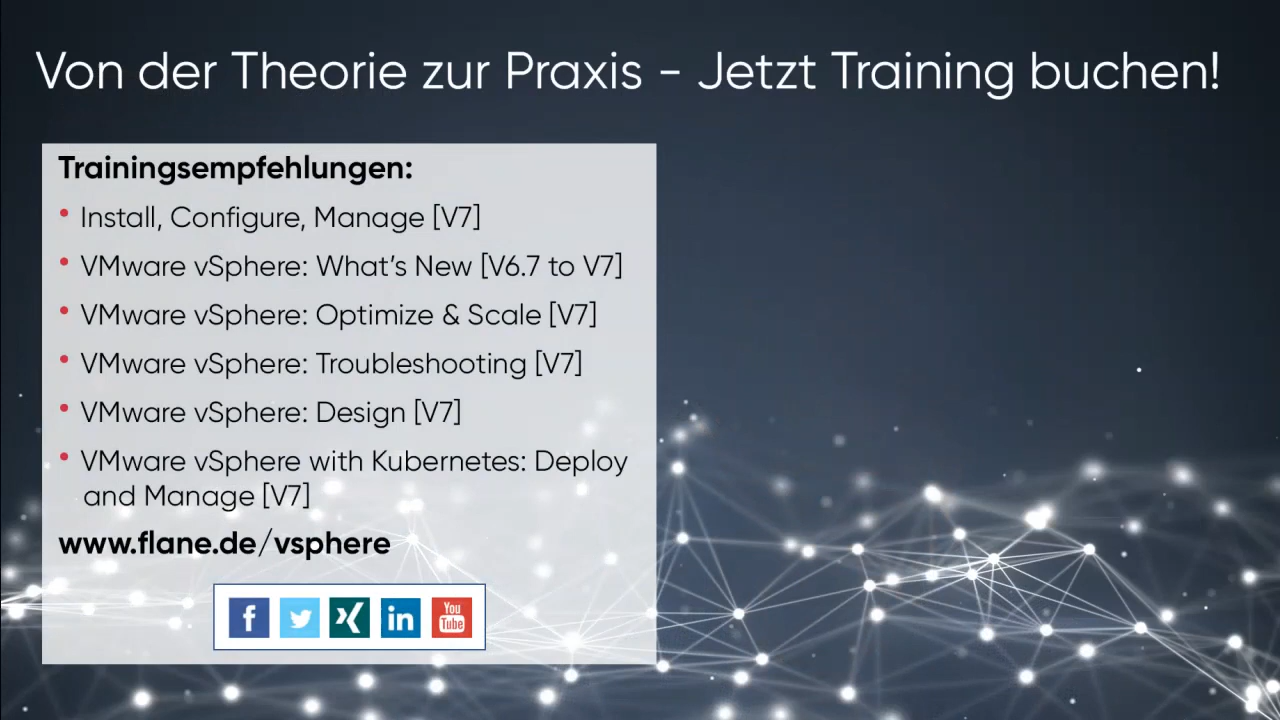 Von der Theorie zur Praxis - Jetzt Training buchen!
Trainingsempfehlungen:
• Install, Configure, Manage [V7]
• VMware vSphere: What's New [V6.7 to V7]
• VMware vSphere: Optimize & Scale [V7]
• VMware vSphere: Troubleshooting [V7]
• VMware vSphere: Design [V7]
• VMware vSphere with Kubernetes: Deploy
and Manage [V7]
www.flane.de/vsphere
f in You
Tube